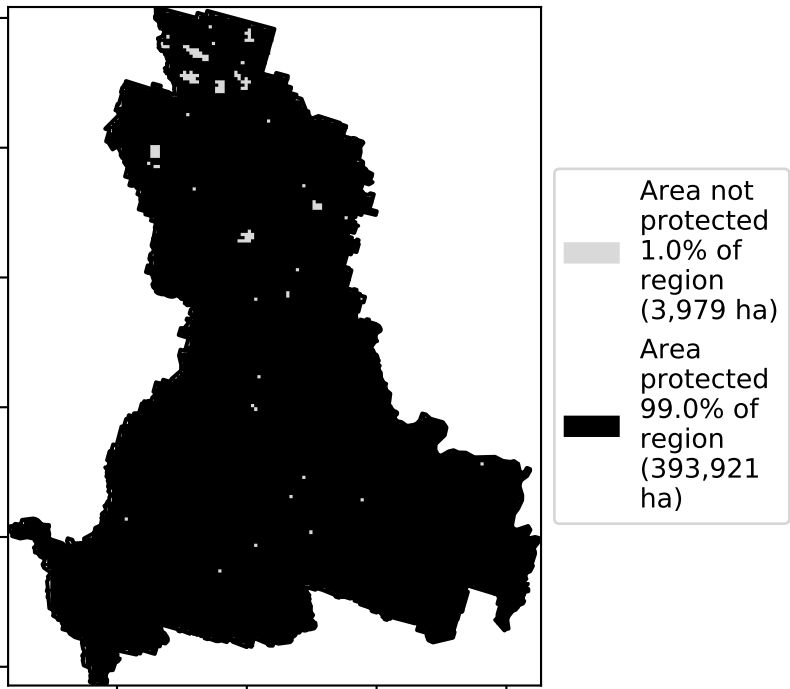 Area not
protected
1.0% of
region
(3,979 ha)
Area
protected
99.0% of
region
(393,921
ha)